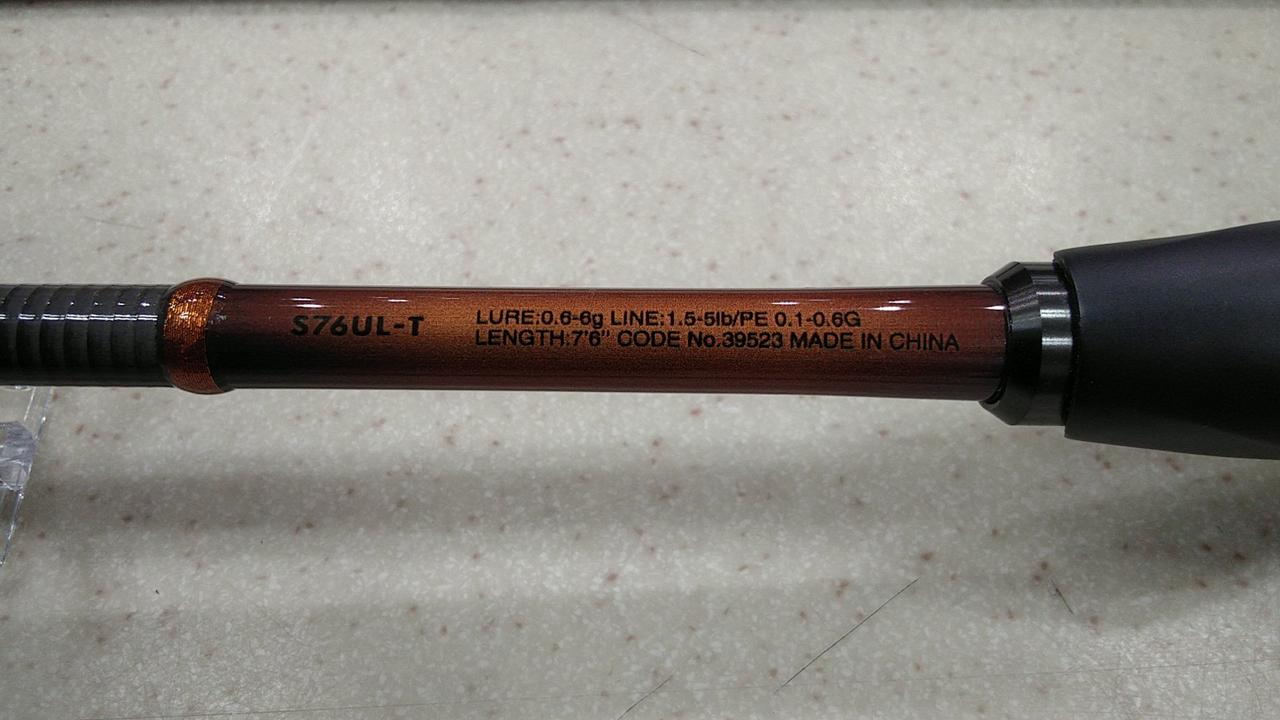 S76UL-T
LURE:0.6-6g LINE:1.5-5lb/PE 0.1-0.6G
LENGTH:7'6" CODE No.39523 MADE IN CHINA